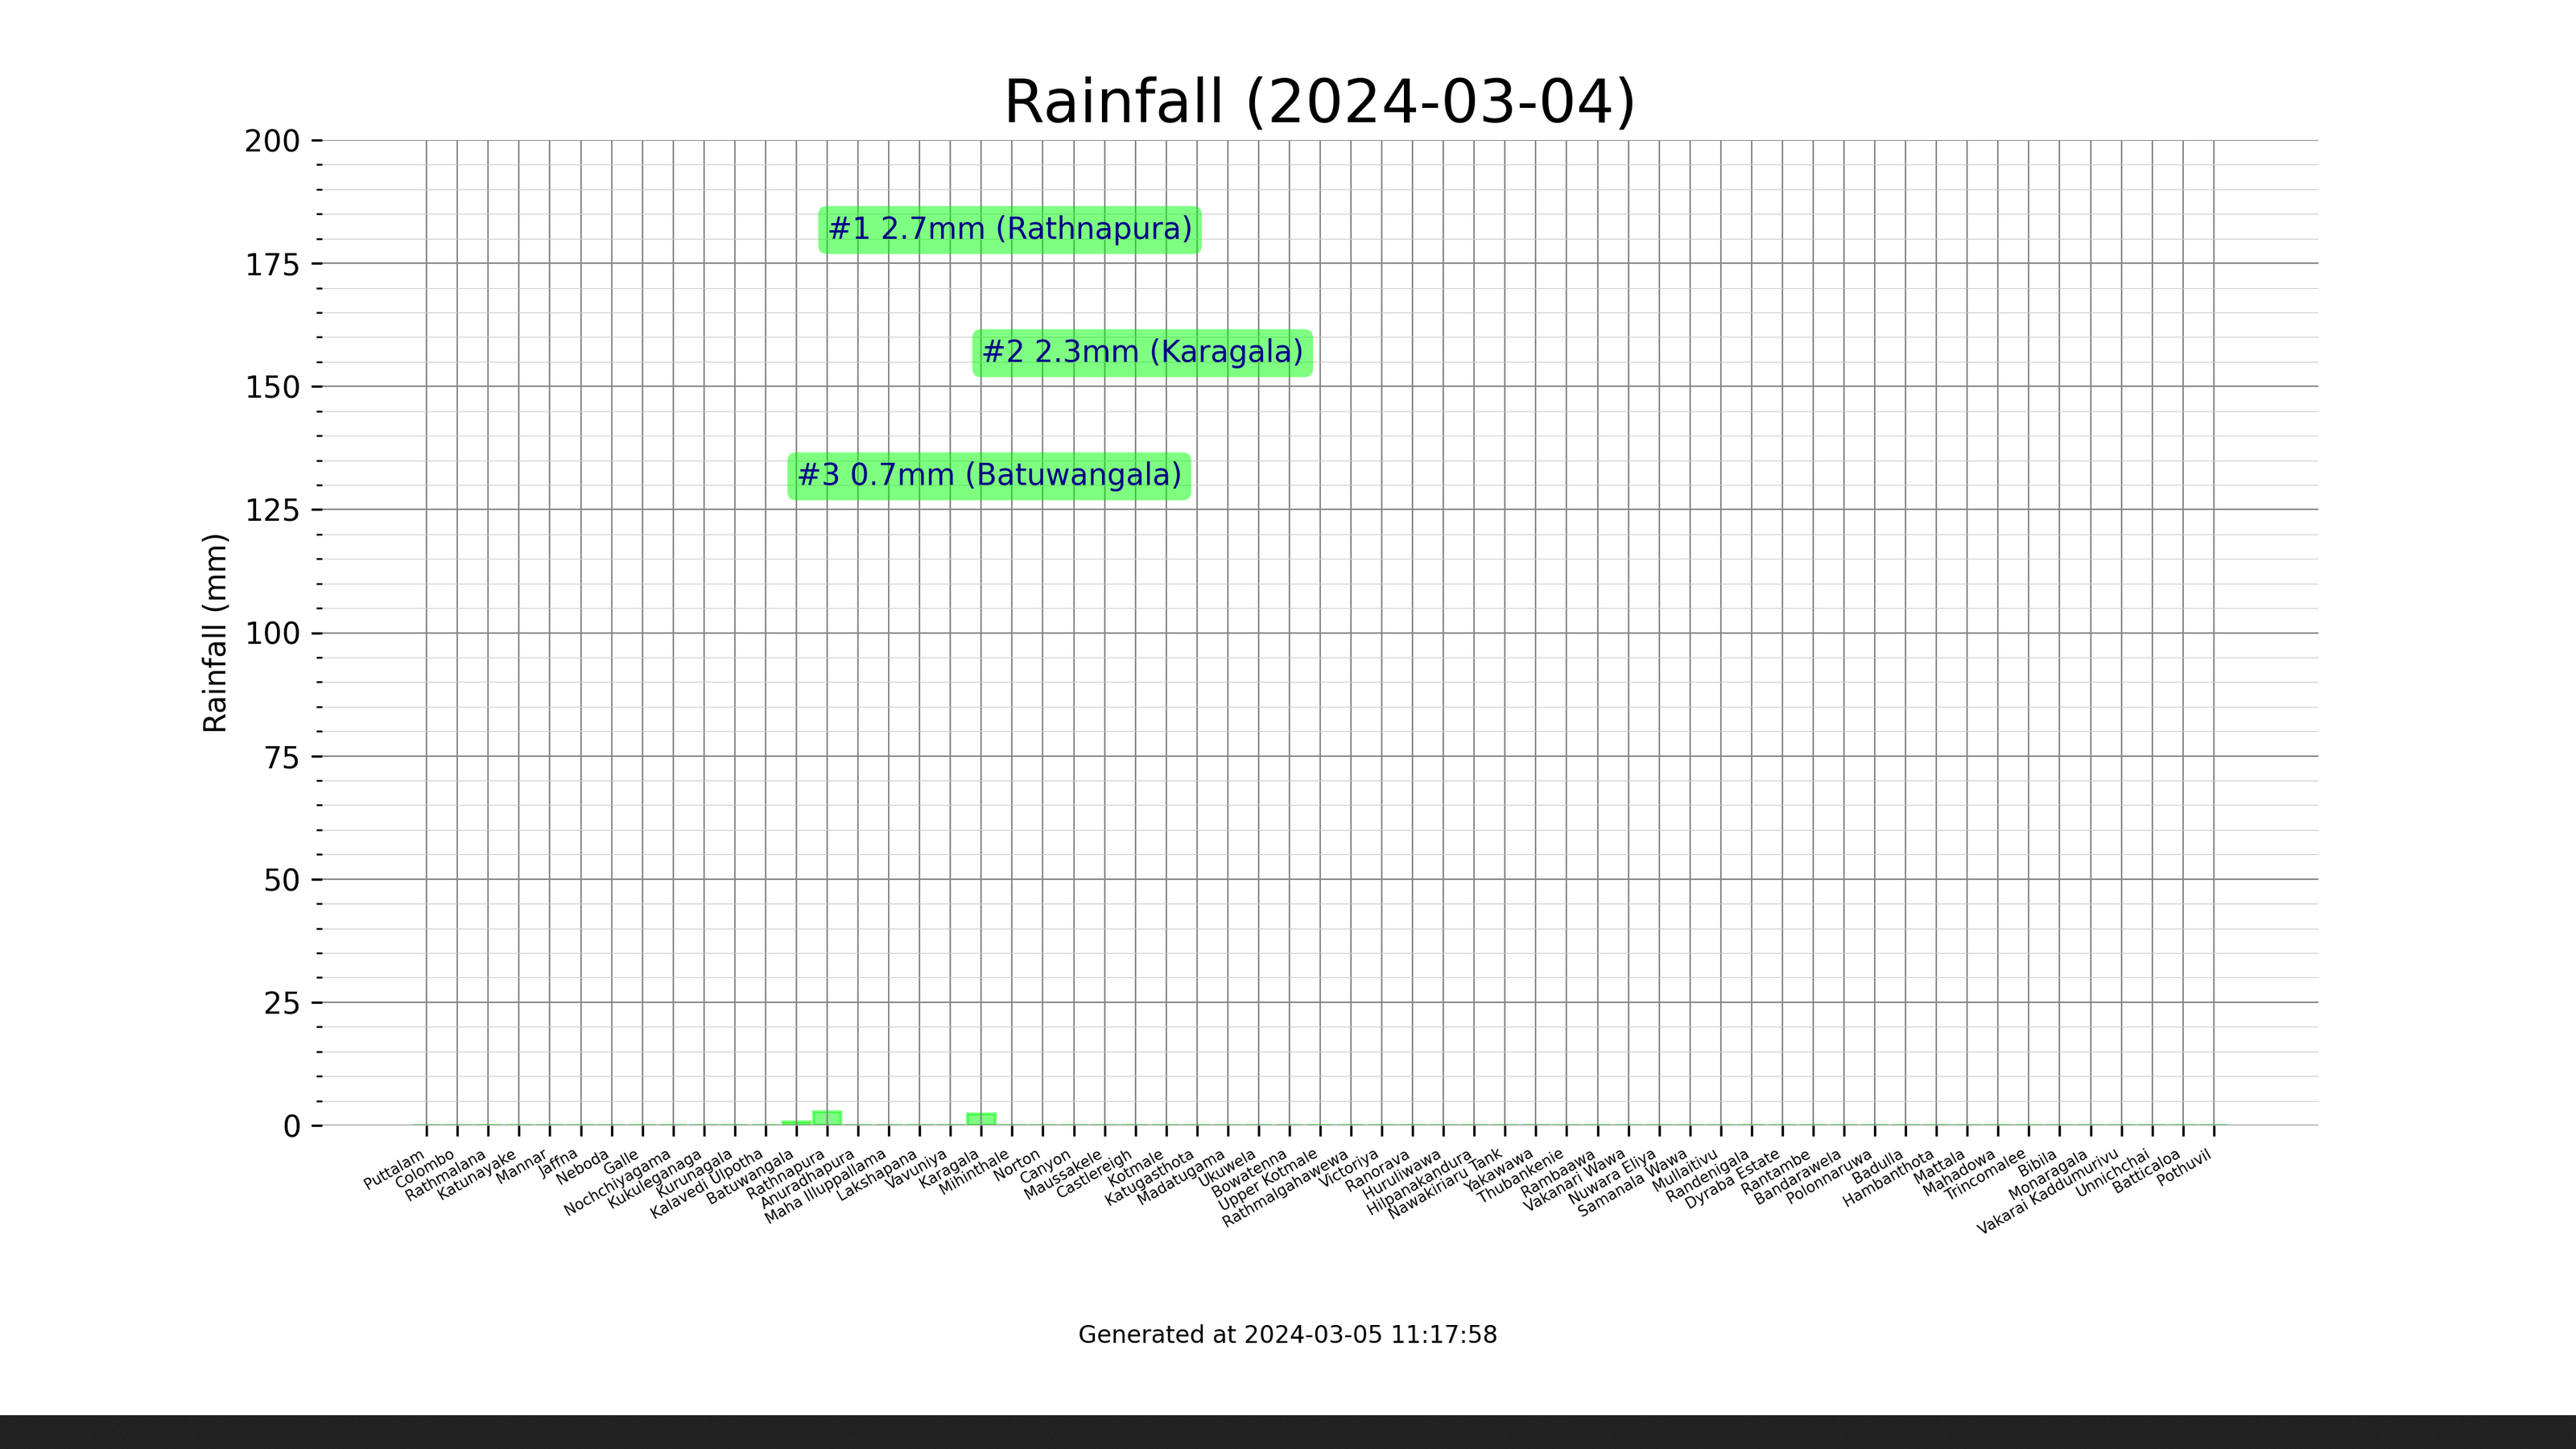 Rainfall (2024-03-04)
200
175
150
125
100
75
50
25
0
Rainfall (mm)
#1 2.7mm (Rathnapura)
#2 2.3mm (Karagala)
#3 0.7mm (Batuwangala)
Puttalam
Colombo
Rathmalana
Katunayake
Mannar
Jaffna
Neboda
Galle
Nochchiyagama
Kukuleganaga
Kurunagala
Kalavedi Ulpotha
Batuwangala
Rathnapura
Anuradhapura
Maha Illuppallama
Lakshapana
Vavuniya
Karagala
Mihinthale
Norton
Canyon
Maussakele
Castlereigh
Kotmale
Katugasthota
Madatugama
Ukuwela
Bowatenna
Upper Kotmale
Rathmalgahawewa
Victoriya
Ranorava
Huruliwawa
Hilpanakandura
Nawakiriaru Tank
Yakawawa
Thubankenie
Rambaawa
Vakanari Wawa
Nuwara Eliya
Samanala Wawa
Mullaitivu
Randenigala
Dyraba Estate
Rantambe
Bandarawela
Polonnaruwa
Badulla
Hambanthota
Mattala
Mahadowa
Trincomalee
Bibila
Monaragala
Vakarai Kaddumurivu
Unnichchai
Batticaloa
Pothuvil
Generated at 2024-03-05 11:17:58